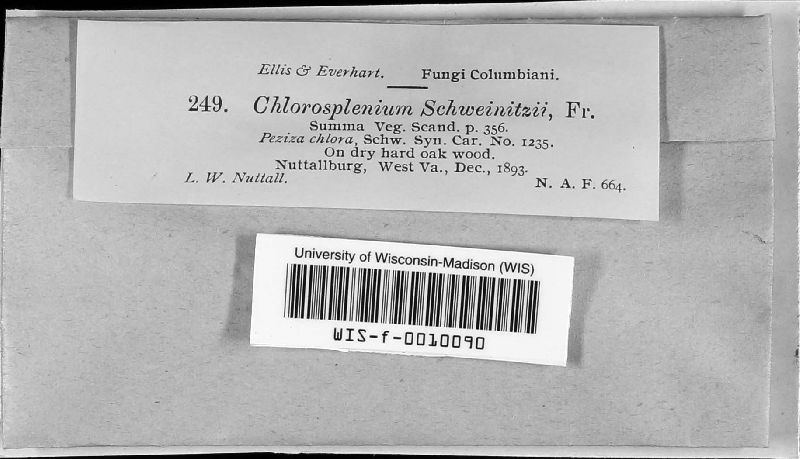 Ellis & Everhart. Fungi Columbiani.
249. Chlorosplenium Schweinitzii, Fr.
Summa Veg. Scand. p. 356.
Peziza chlora, Schw. Syn. Car. No. 1235.
On dry hard oak wood.
Nuttallburg, West Va., Dec., 1893.
L. W. Nuttall. N. A. F. 664.
University of Wisconsin-Madison (WIS)
WIS-f-0010090